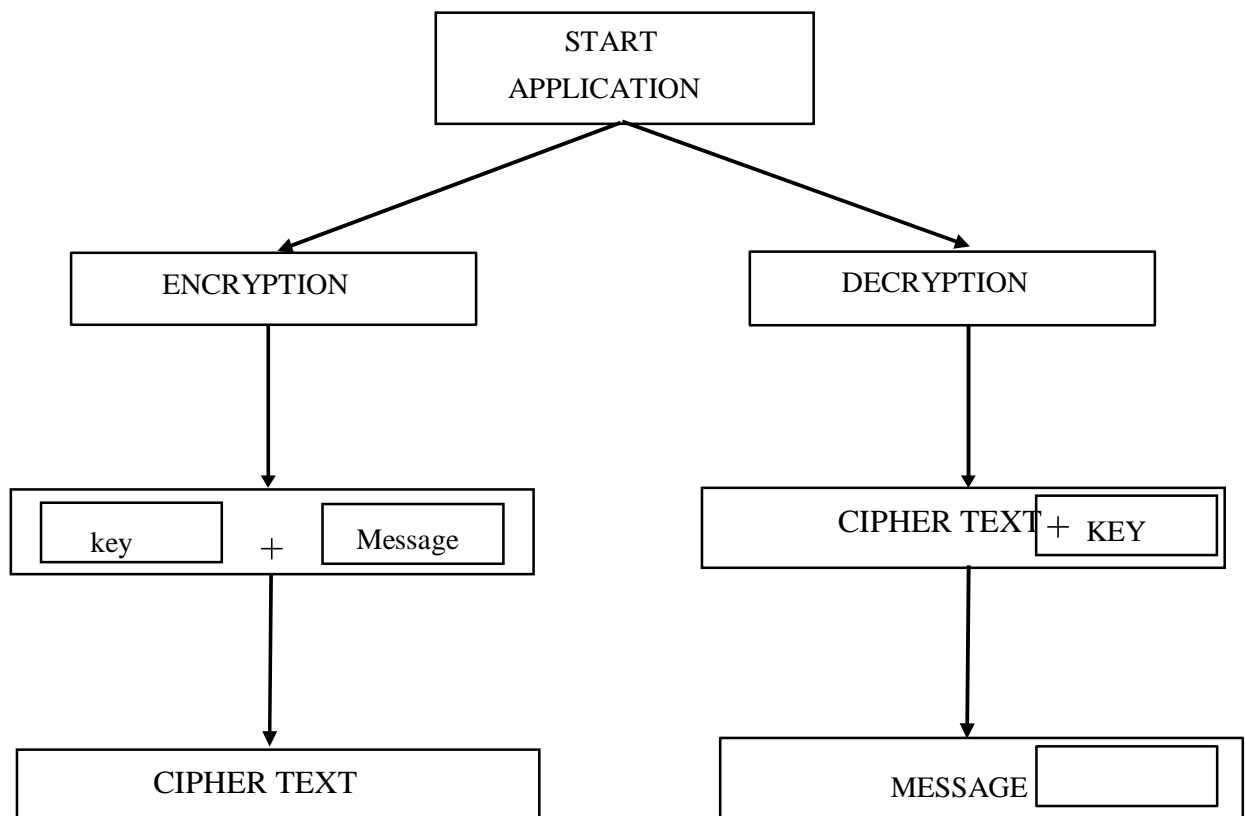 START
APPLICATION
ENCRYPTION
DECRYPTION
key + Message
CIPHER TEXT + KEY
CIPHER TEXT
MESSAGE